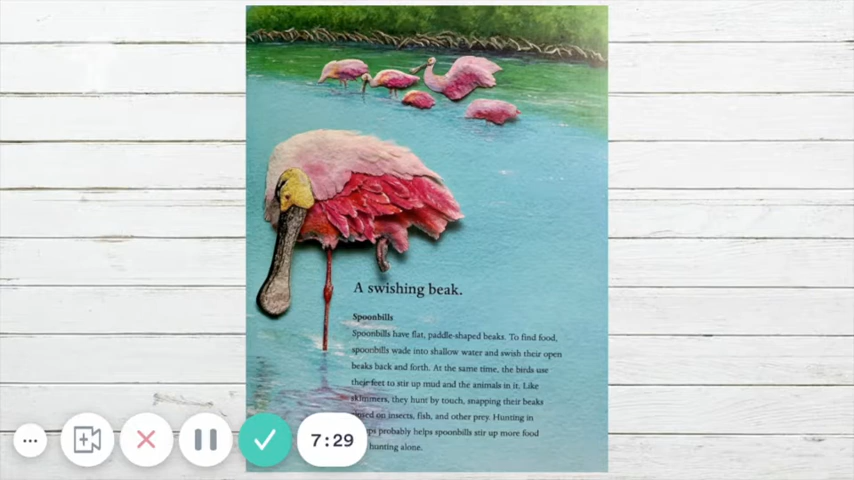 A swishing beak.
Spoonbills
Spoonbills have flat, paddle-shaped beaks. To find food,
spoonbills wade into shallow water and swish their open
beaks back and forth. At the same time, the birds use
their feet to stir up mud and the animals in it. Like
skimmers, they hunt by touch, snapping their beaks
on insects, fish, and other prey. Hunting in
probably helps spoonbills stir up more food
hunting alone.
7:29